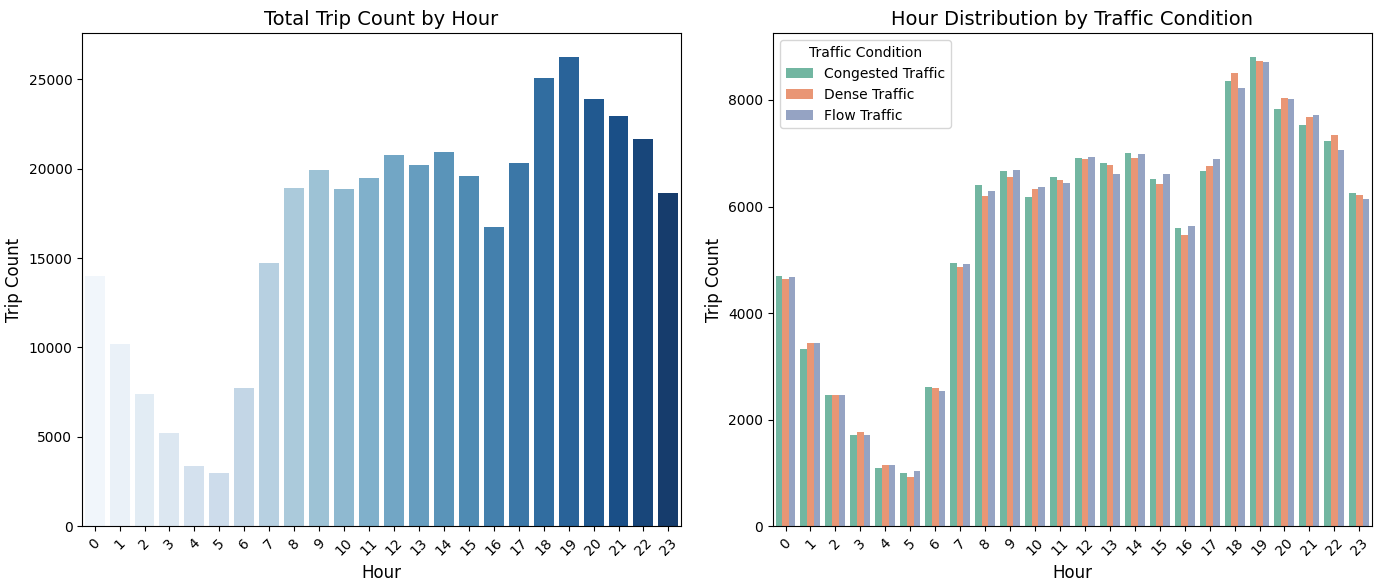 Total Trip Count by Hour
Trip Count
25000
20000
15000
10000
5000
0
0 1 2 3 4 5 6 7 8 9 10 11 12 13 14 15 16 17 18 19 20 21 22 23
Hour
Hour Distribution by Traffic Condition
Traffic Condition
Congested Traffic
Dense Traffic
Flow Traffic
Trip Count
8000
6000
4000
2000
0
0 1 2 3 4 5 6 7 8 9 10 11 12 13 14 15 16 17 18 19 20 21 22 23
Hour